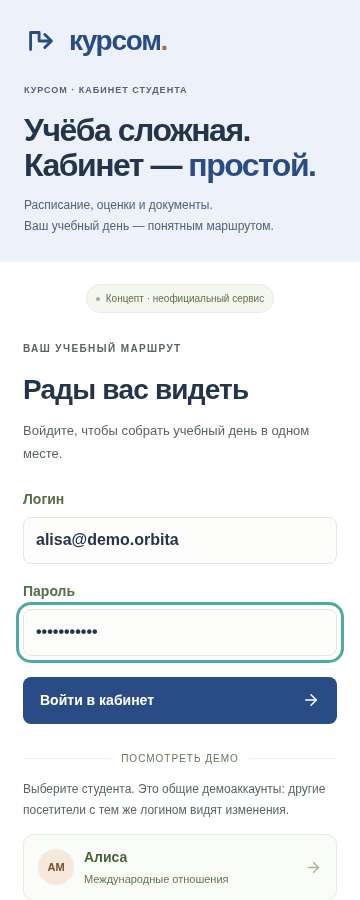 курсом.
КУРСОМ · КАБИНЕТ СТУДЕНТА
Учёба сложная.
Кабинет — простой.
Расписание, оценки и документы.
Ваш учебный день — понятным маршрутом.
Концепт · неофициальный сервис
ВАШ УЧЕБНЫЙ МАРШРУТ
Рады вас видеть
Войдите, чтобы собрать учебный день в одном
месте.
Логин
alisa@demo.orbita
Пароль
•••••••••••
Войти в кабинет
ПОСМОТРЕТЬ ДЕМО
Выберите студента. Это общие демоаккаунты: другие
посетители с тем же логином видят изменения.
АМ
Алиса
Международные отношения